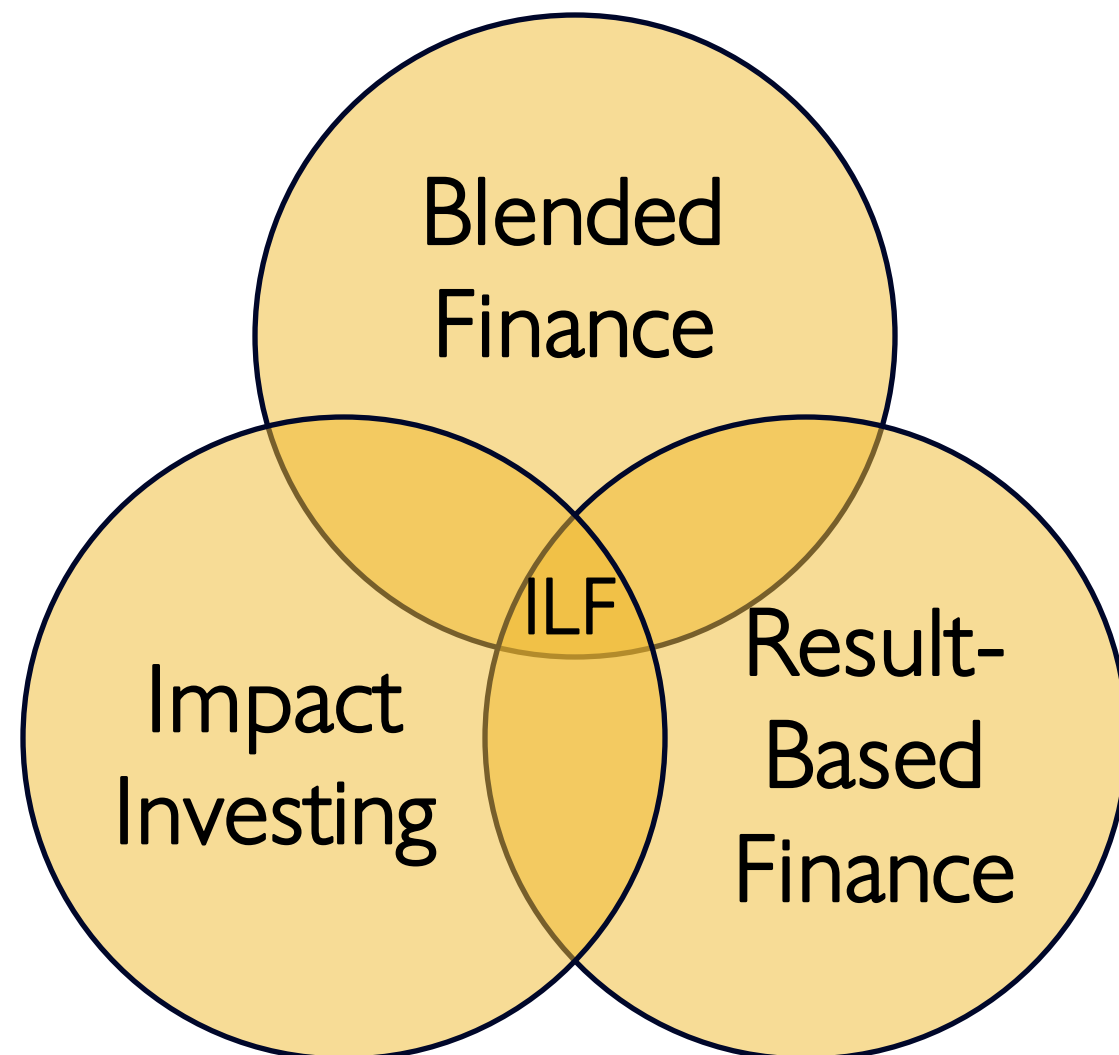 Blended
Finance
ILF
Impact
Investing
Result-
Based
Finance